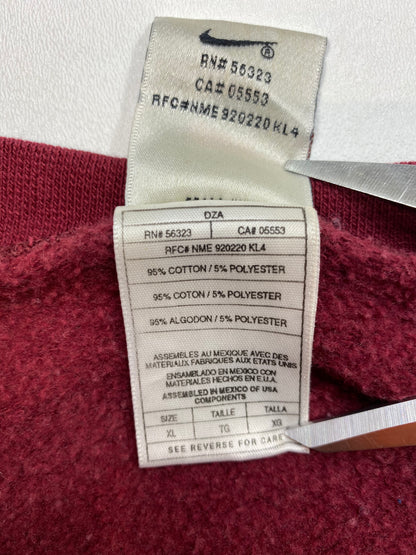 ®
RN# 56323
CA# 05553
RFC# NME 920220 KL4
DZA
RN# 56323 CA# 05553
RFC# NME 920220 KL4
95% COTTON / 5% POLYESTER
95% COTON / 5% POLYESTER
95% ALGODON / 5% POLYESTER
ASSEMBLES AU MEXIQUE AVEC DES
MATERIAUX FABRIQUES AUX ETATS UNIS
ENSAMBLADO EN MEXICO CON
MATERIALES HECHOS EN E.U.A.
ASSEMBLED IN MEXICO OF USA
COMPONENTS
SIZE TAILLE TALLA
XL TG XG
SEE REVERSE FOR CARE